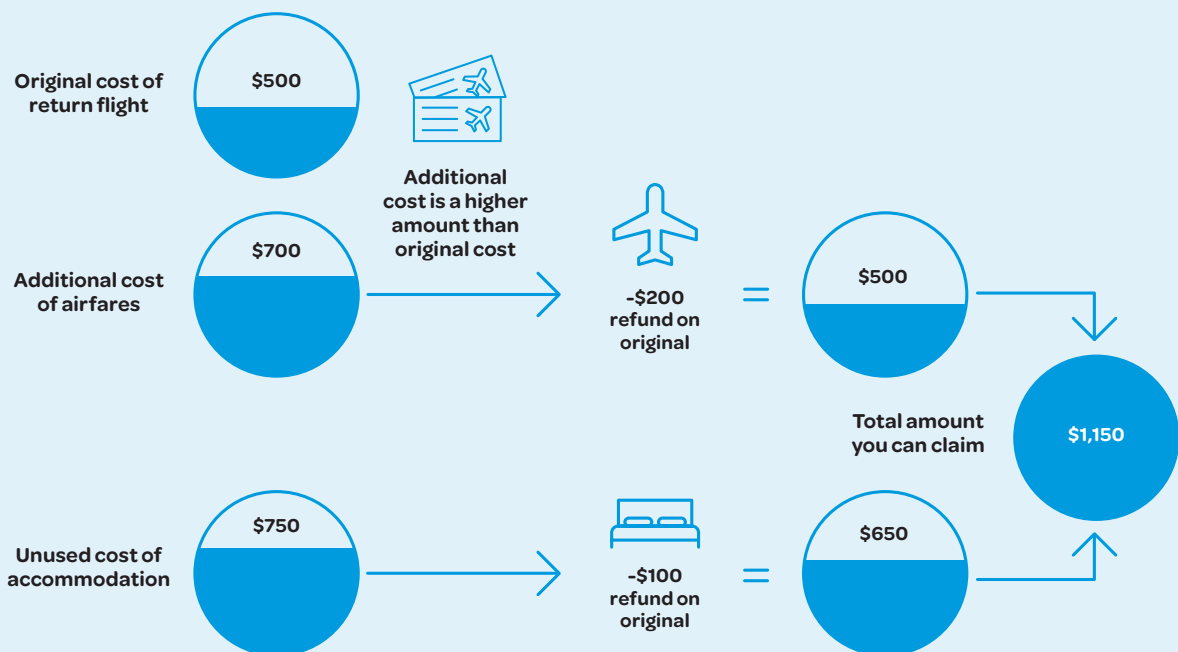 Original cost of
return flight
$500
Additional
cost is a higher
amount than
original cost
Additional cost
of airfares
$700
-$200
refund on
original
=
$500
Total amount
you can claim
$1,150
Unused cost of
accommodation
$750
-$100
refund on
original
=
$650